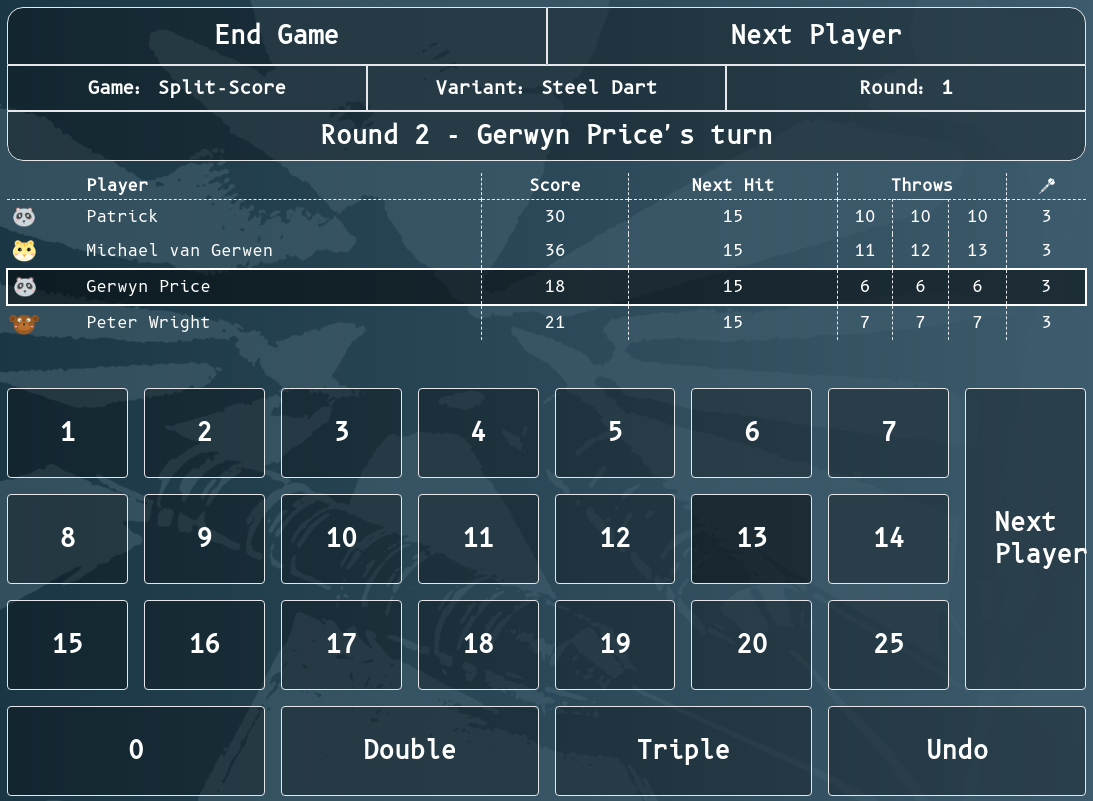 End Game Next Player
Game: Split-Score Variant: Steel Dart Round: 1
Round 2 - Gerwyn Price's turn
Player Score Next Hit Throws
Patrick 30 15 10 10 10 3
Michael van Gerwen 36 15 11 12 13 3
Gerwyn Price 18 15 6 6 6 3
Peter Wright 21 15 7 7 7 3
1 2 3 4 5 6 7
8 9 10 11 12 13 14
Next
Player
15 16 17 18 19 20 25
0 Double Triple Undo